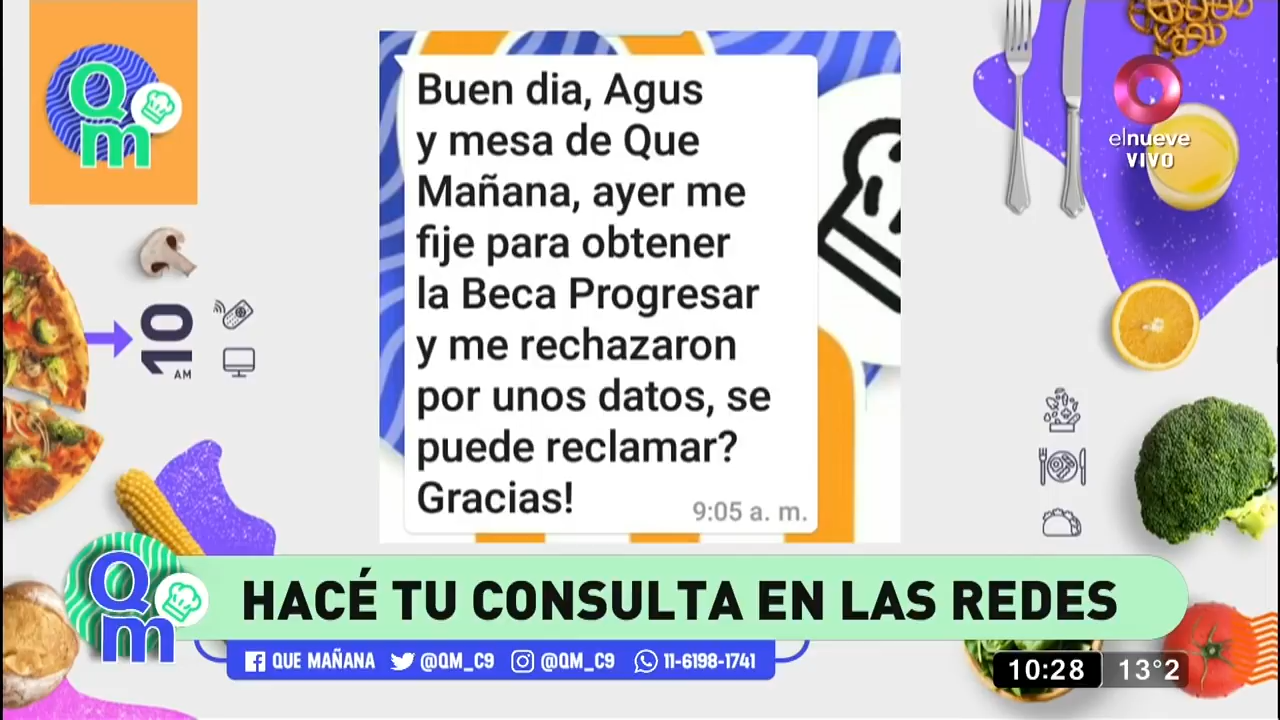 Qm
10
AM
Buen dia, Agus
y mesa de Que
Mañana, ayer me
fije para obtener
la Beca Progresar
y me rechazaron
por unos datos, se
puede reclamar?
Gracias!
9:05 a. m.
elnueve
VIVO
Qm
HACÉ TU CONSULTA EN LAS REDES
QUE MAÑANA @QM_C9 @QM_C9 11-6198-1741
10:28 13°2